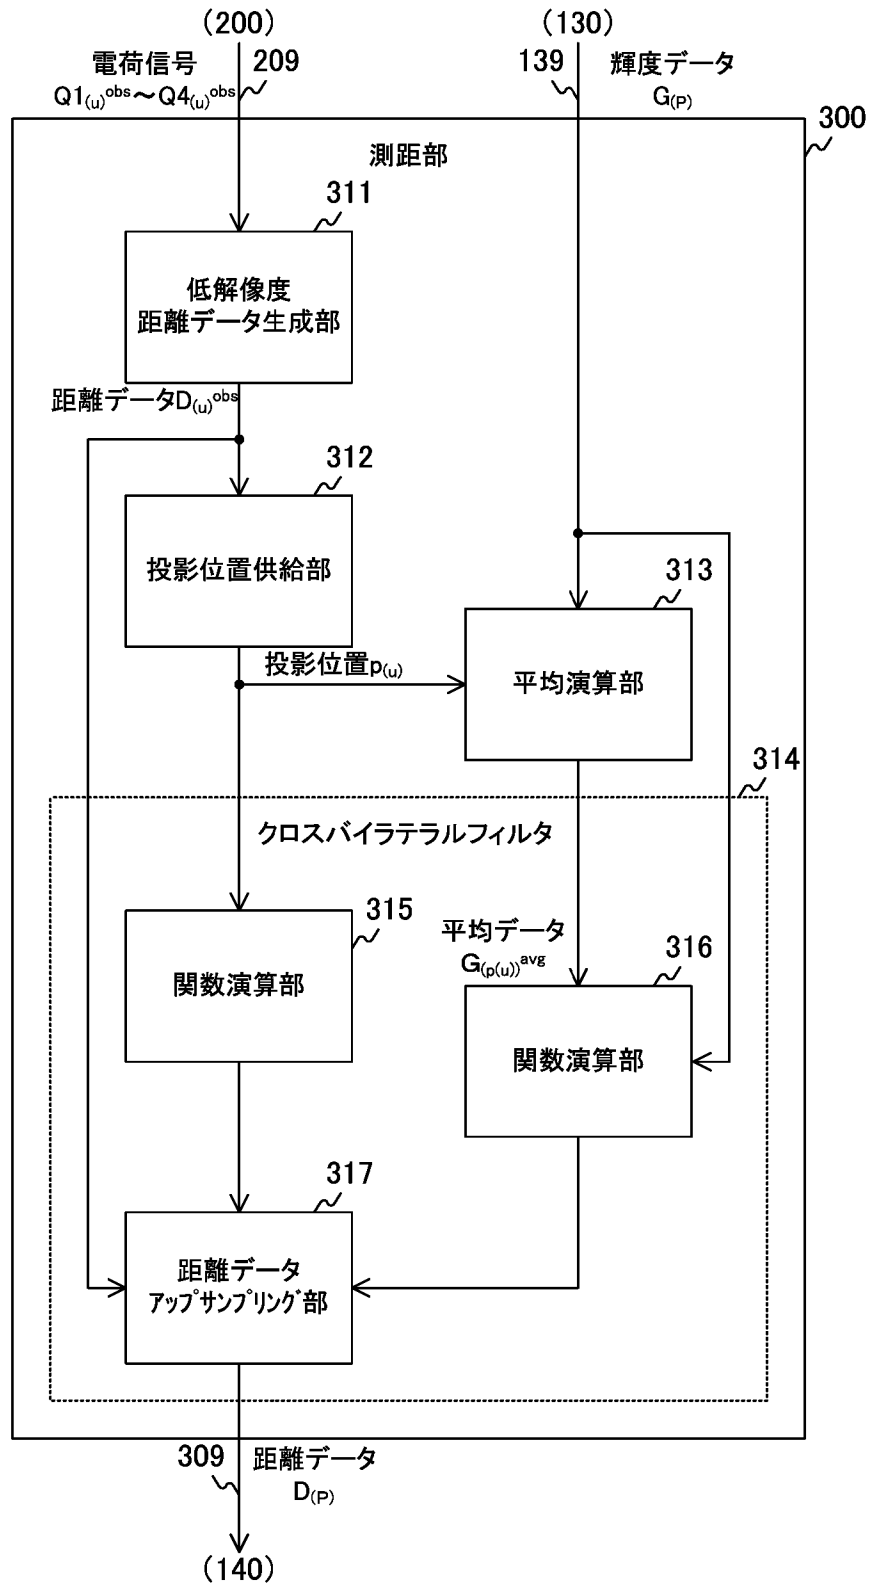 (200)
(130)
電荷信号
209
139
輝度データ
Q1(u)obs～Q4(u)obs
G(P)
300
測距部
311
低解像度
距離データ生成部
距離データD(u)obs
312
投影位置供給部
313
投影位置p(u)
平均演算部
314
クロスバイラテラルフィルタ
315
平均データ
G(p(u))avg
316
関数演算部
関数演算部
317
距離データ
アップサンプリング部
309
距離データ
D(P)
(140)